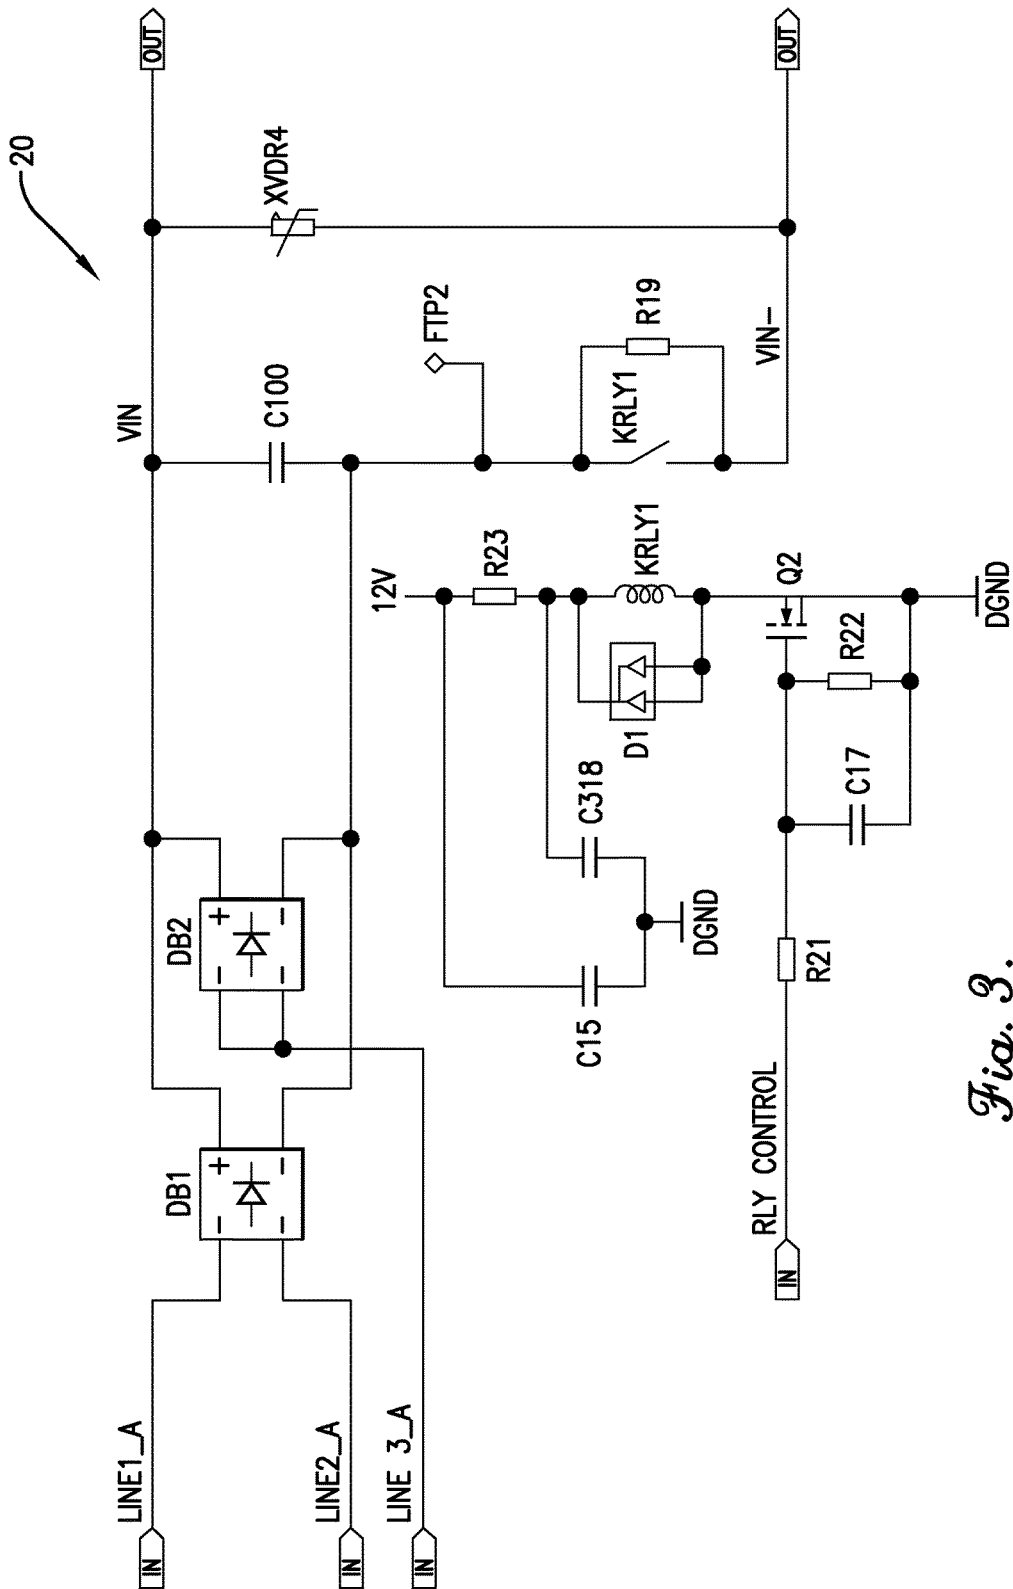 20
OUT
OUT
VIN
XVDR4
C100
FTP2
R19
KRLY1
VIN-
12V
R23
KRLY1
Q2
DGND
R22
D1
C318
C17
DB2
+
-
-
-
DGND
C15
R21
DB1
+
-
-
-
RLY CONTROL
IN
LINE1_A
LINE2_A
LINE 3_A
IN
IN
IN
Fig. 3.